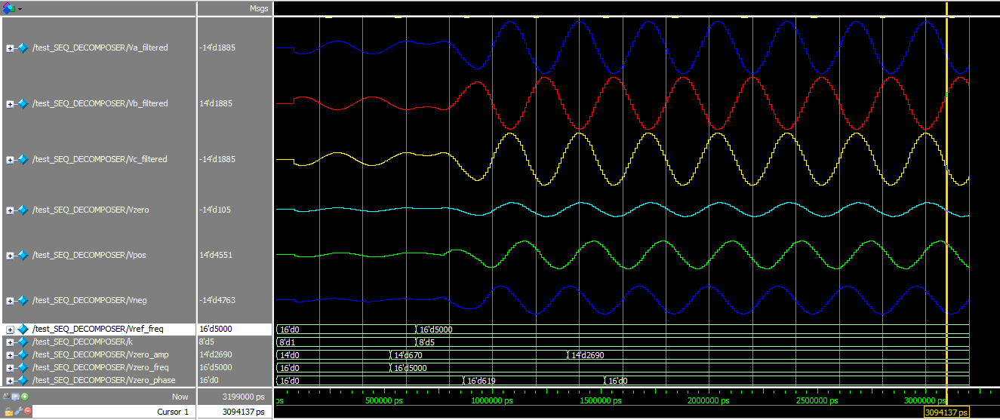 Msgs
/test_SEQ_DECOMPOSER/Va_filtered -14'd1885
/test_SEQ_DECOMPOSER/Vb_filtered 14'd1885
/test_SEQ_DECOMPOSER/Vc_filtered -14'd1885
/test_SEQ_DECOMPOSER/Vzero -14'd105
/test_SEQ_DECOMPOSER/Vpos 14'd4551
/test_SEQ_DECOMPOSER/Vneg -14'd4763
/test_SEQ_DECOMPOSER/Vref_freq 16'd5000 16'd0 16'd5000
/test_SEQ_DECOMPOSER/k 8'd5 8'd1 8'd5
/test_SEQ_DECOMPOSER/Vzero_amp 14'd2690 14'd0 14'd670 14'd2690
/test_SEQ_DECOMPOSER/Vzero_freq 16'd5000 16'd0 16'd5000
/test_SEQ_DECOMPOSER/Vzero_phase 16'd0 16'd0 16'd619 16'd0
Now 3199000 ps ps 500000 ps 1000000 ps 1500000 ps 2000000 ps 2500000 ps 3000000 ps
Cursor 1 3094137 ps 3094137 ps